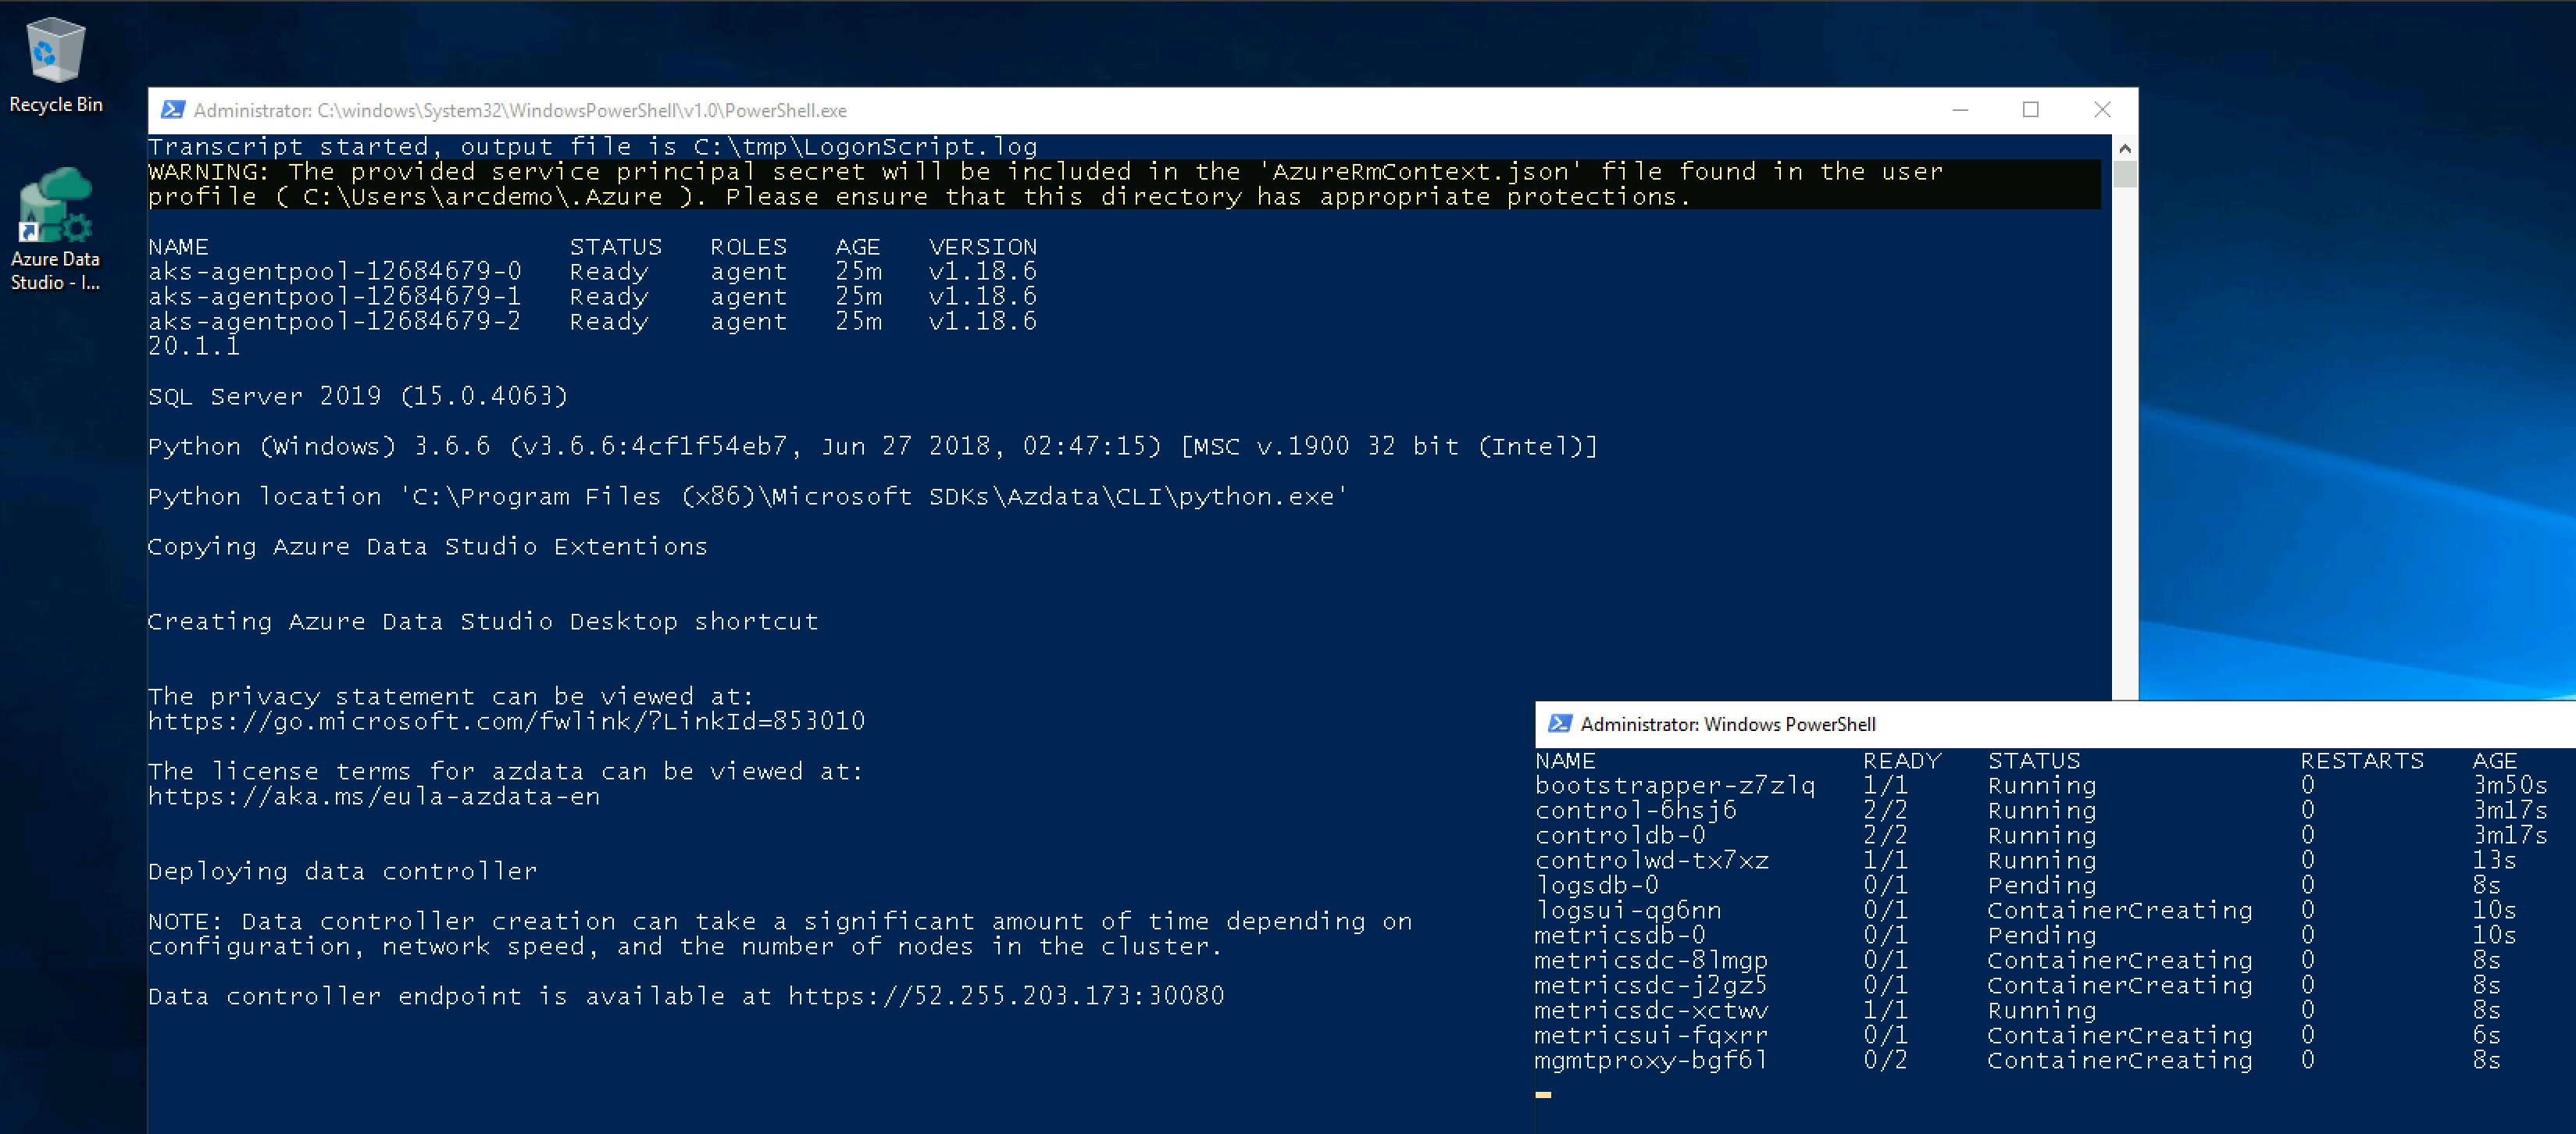 Recycle Bin
Azure Data
Studio - I...
Administrator: C:\windows\System32\WindowsPowerShell\v1.0\PowerShell.exe
Transcript started, output file is C:\tmp\LogonScript.log
WARNING: The provided service principal secret will be included in the 'AzureRmContext.json' file found in the user
profile ( C:\Users\arcdemo\.Azure ). Please ensure that this directory has appropriate protections.
NAME STATUS ROLES AGE VERSION
aks-agentpool-12684679-0 Ready agent 25m v1.18.6
aks-agentpool-12684679-1 Ready agent 25m v1.18.6
aks-agentpool-12684679-2 Ready agent 25m v1.18.6
20.1.1
SQL Server 2019 (15.0.4063)
Python (Windows) 3.6.6 (v3.6.6:4cf1f54eb7, Jun 27 2018, 02:47:15) [MSC v.1900 32 bit (Intel)]
Python location 'C:\Program Files (x86)\Microsoft SDKs\Azdata\CLI\python.exe'
Copying Azure Data Studio Extentions
Creating Azure Data Studio Desktop shortcut
The privacy statement can be viewed at:
https://go.microsoft.com/fwlink/?LinkId=853010
The license terms for azdata can be viewed at:
https://aka.ms/eula-azdata-en
Deploying data controller
NOTE: Data controller creation can take a significant amount of time depending on
configuration, network speed, and the number of nodes in the cluster.
Data controller endpoint is available at https://52.255.203.173:30080
Administrator: Windows PowerShell
NAME READY STATUS RESTARTS AGE
bootstrapper-z7zlq 1/1 Running 0 3m50s
control-6hsj6 2/2 Running 0 3m17s
controldb-0 2/2 Running 0 3m17s
controlwd-tx7xz 1/1 Running 0 13s
logsdb-0 0/1 Pending 0 8s
logsui-qg6nn 0/1 ContainerCreating 0 10s
metricsdb-0 0/1 Pending 0 10s
metricsdc-8lmgp 0/1 ContainerCreating 0 8s
metricsdc-j2gz5 0/1 ContainerCreating 0 8s
metricsdc-xctwv 1/1 Running 0 8s
metricsui-fqxrr 0/1 ContainerCreating 0 6s
mgmtproxy-bgf6l 0/2 ContainerCreating 0 8s